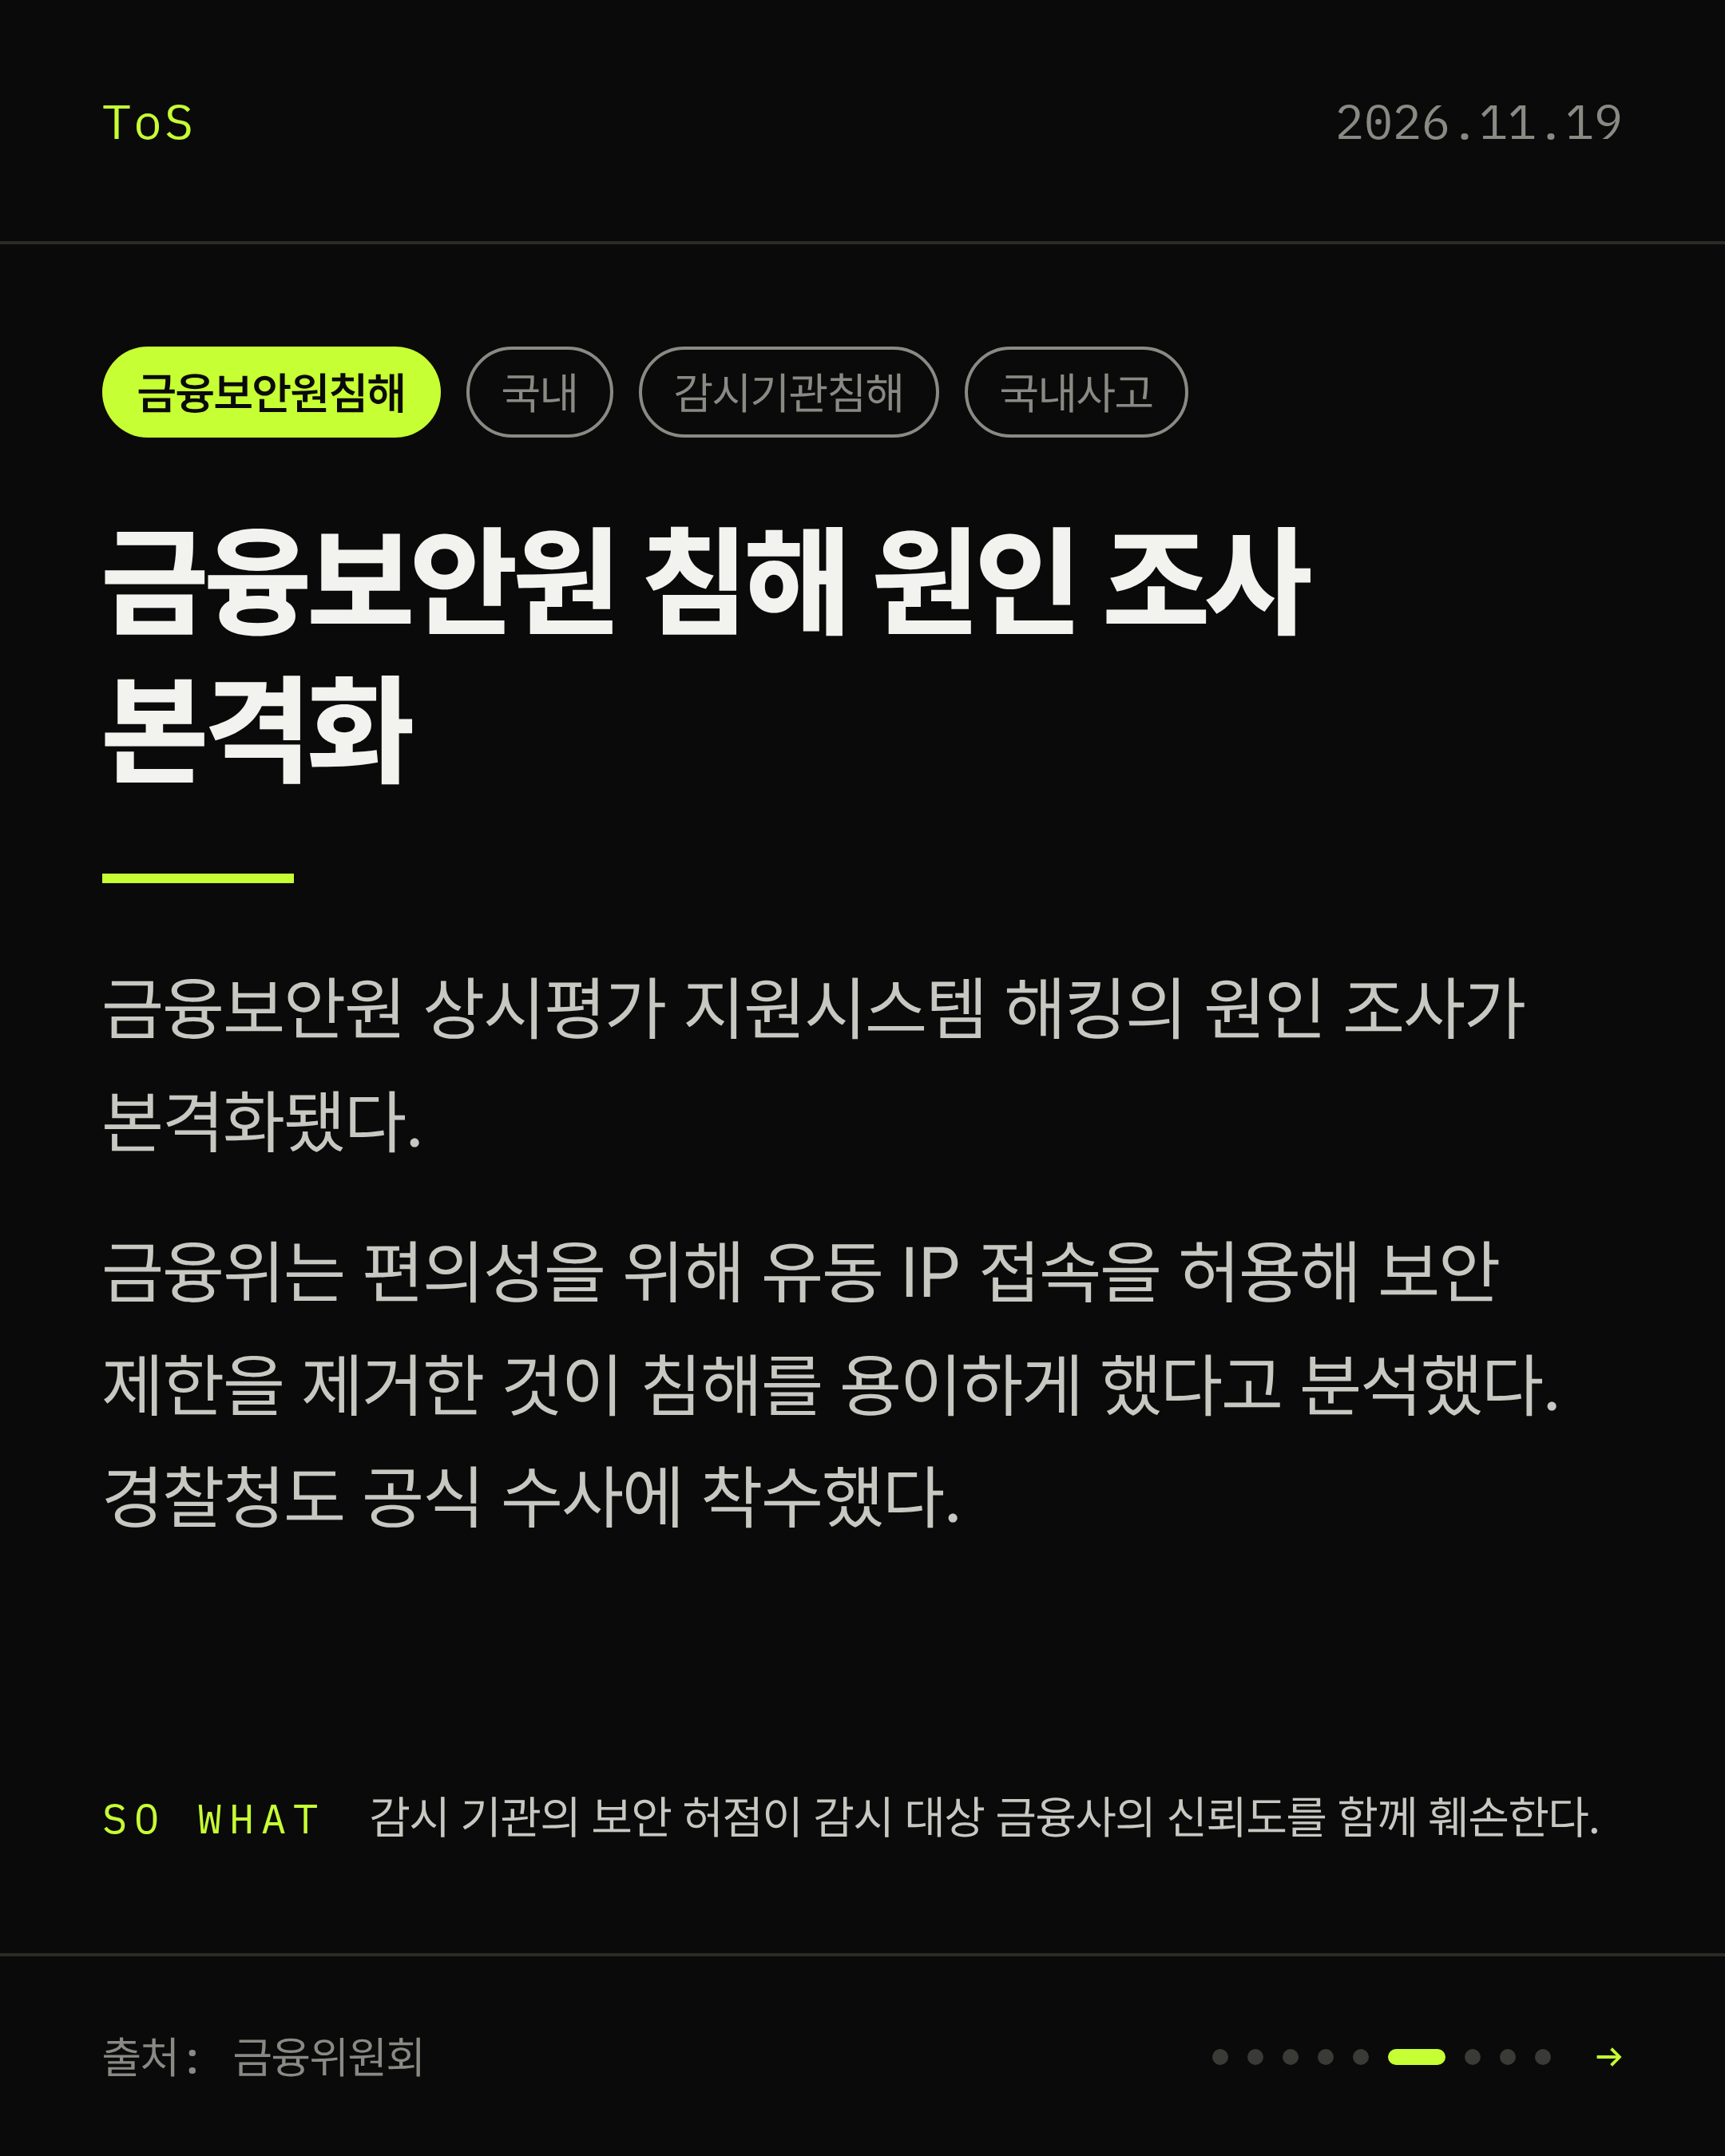 ToS
2026.11.19
금융보안원침해
국내
감시기관침해
국내사고
금융보안원 침해 원인 조사
본격화
금융보안원 상시평가 지원시스템 해킹의 원인 조사가
본격화됐다.
금융위는 편의성을 위해 유동 IP 접속을 허용해 보안
제한을 제거한 것이 침해를 용이하게 했다고 분석했다.
경찰청도 공식 수사에 착수했다.
SO WHAT 감시 기관의 보안 허점이 감시 대상 금융사의 신뢰도를 함께 훼손한다.
출처: 금융위원회